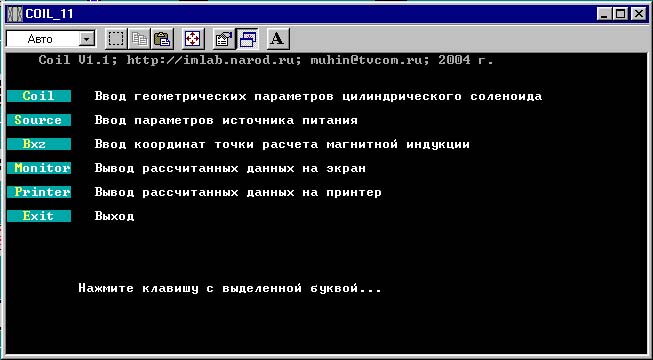 COIL_11
Авто
A
Coil V1.1; http://imlab.narod.ru; muhin@tvcom.ru; 2004 г.
Coil Ввод геометрических параметров цилиндрического соленоида
Source Ввод параметров источника питания
Bxz Ввод координат точки расчета магнитной индукции
Monitor Вывод рассчитанных данных на экран
Printer Вывод рассчитанных данных на принтер
Exit Выход
Нажмите клавишу с выделенной буквой...